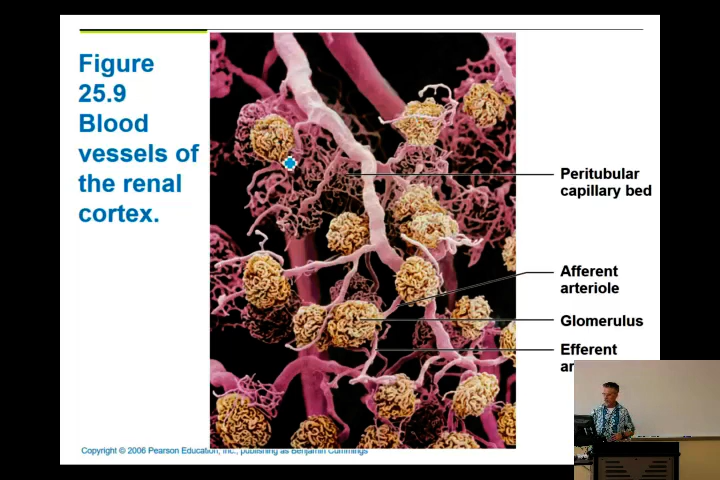 Figure
25.9
Blood
vessels of
the renal
cortex.
Peritubular
capillary bed
Afferent
arteriole
Glomerulus
Efferent
Copyright © 2006 Pearson Education, Inc., publishing as Benjamin Cummings